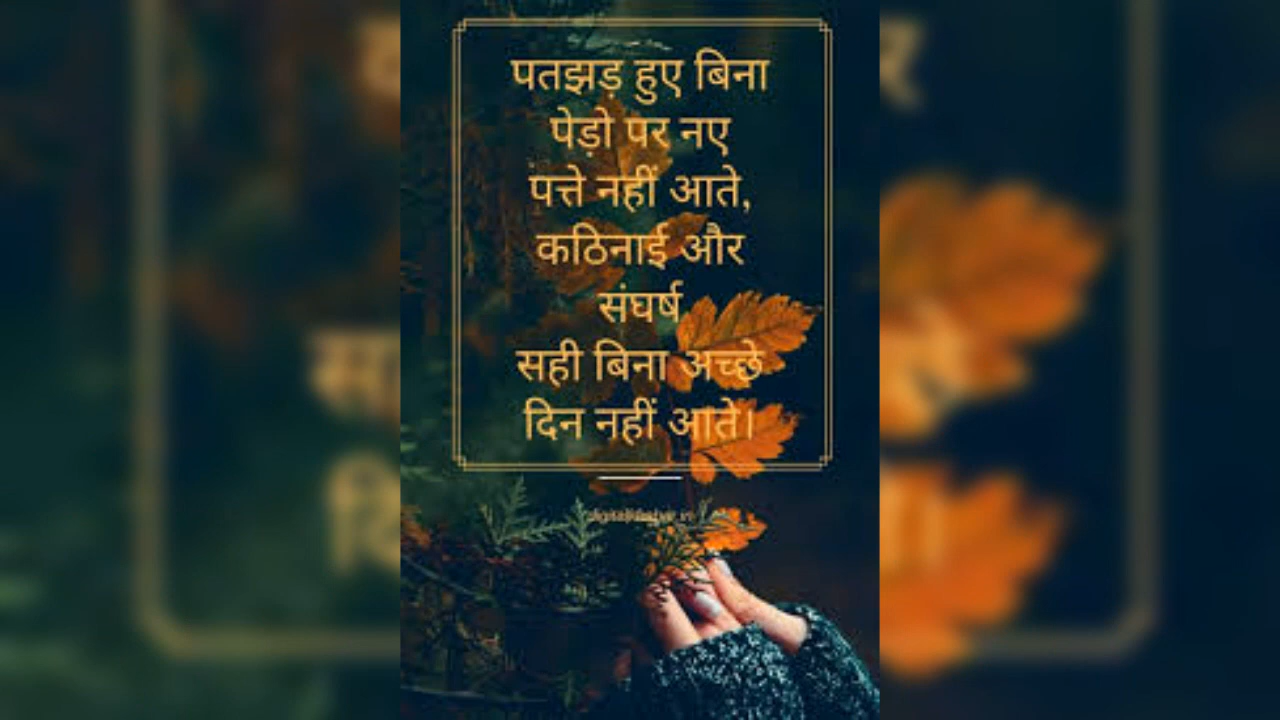 पतझड़ हुए बिना
पेड़ो पर नए
पत्ते नहीं आते,
कठिनाई और
संघर्ष
सही बिना अच्छे
दिन नहीं आते।